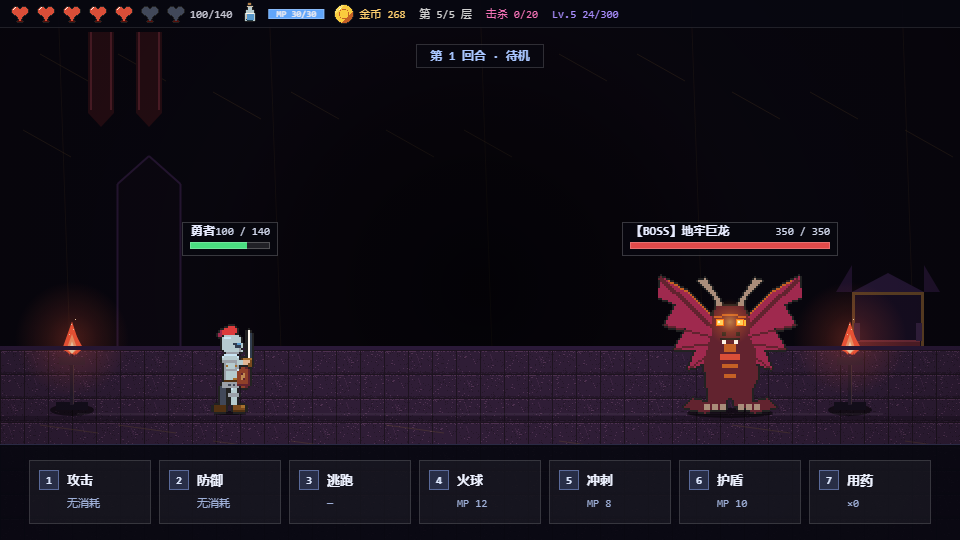 100/140 MP 30/30 金币 268 第 5/5 层 击杀 0/20 Lv.5 24/300
第 1 回合 · 待机
勇者100 / 140
【BOSS】地牢巨龙 350 / 350
1 攻击
无消耗
2 防御
无消耗
3 逃跑
—
4 火球
MP 12
5 冲刺
MP 8
6 护盾
MP 10
7 用药
×0